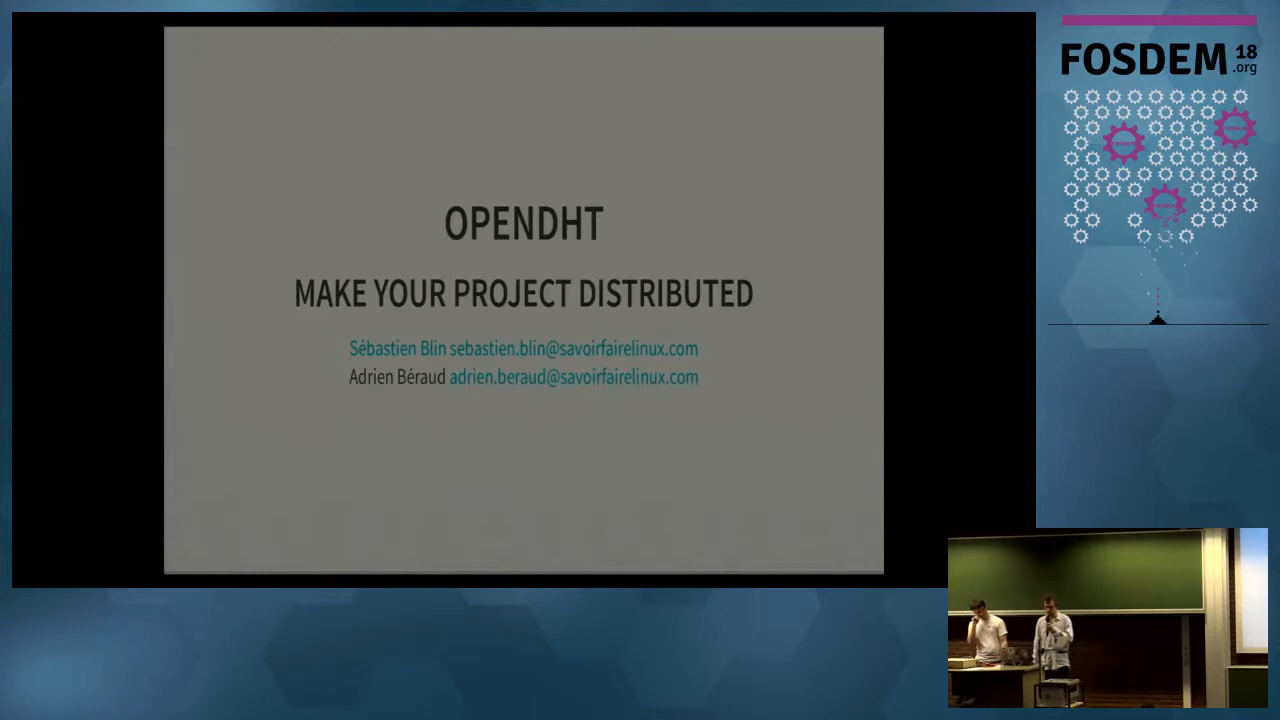 OPENDHT
MAKE YOUR PROJECT DISTRIBUTED
Sébastien Blin sebastien.blin@savoirfairelinux.com
Adrien Béraud adrien.beraud@savoirfairelinux.com
FOSDEM 18
.org